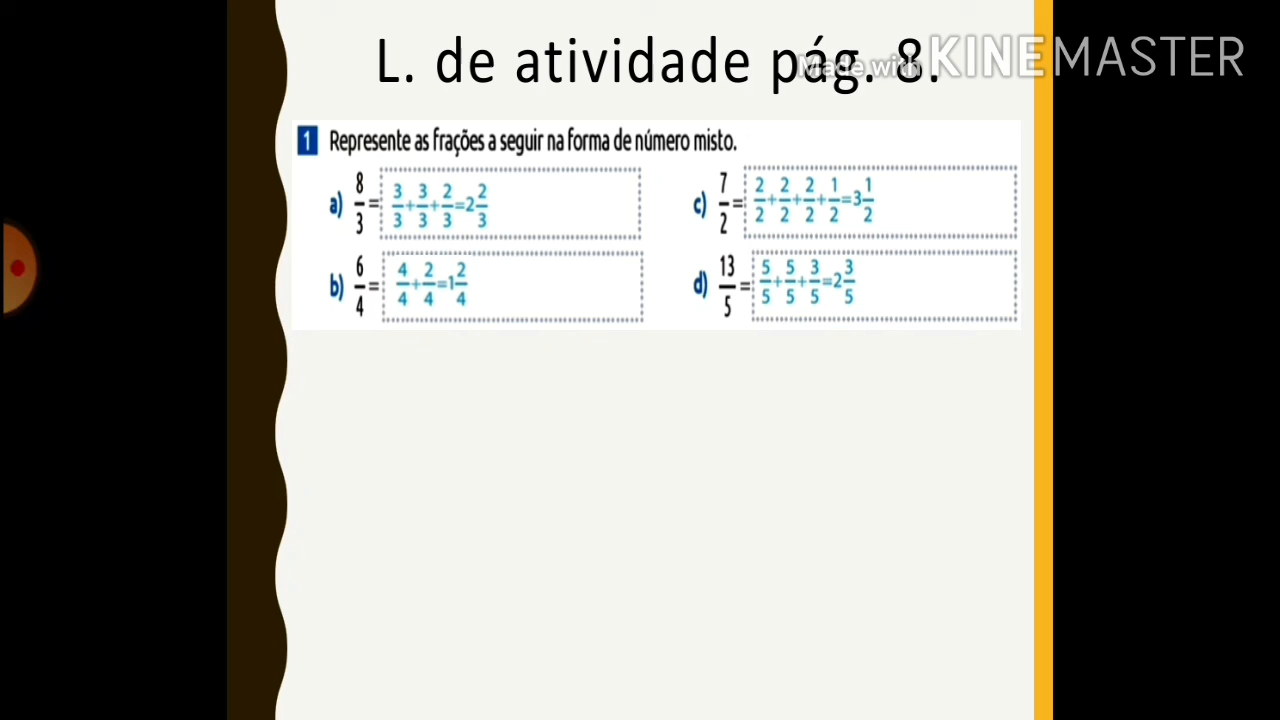 L. de atividade pág. 8.
Made with KINEMASTER
1 Represente as frações a seguir na forma de número misto.
a) 8/3 = 3/3+3/3+2/3=2 2/3
c) 7/2 = 2/2+2/2+2/2+1/2=3 1/2
b) 6/4 = 4/4+2/4=1 2/4
d) 13/5 = 5/5+5/5+3/5=2 3/5